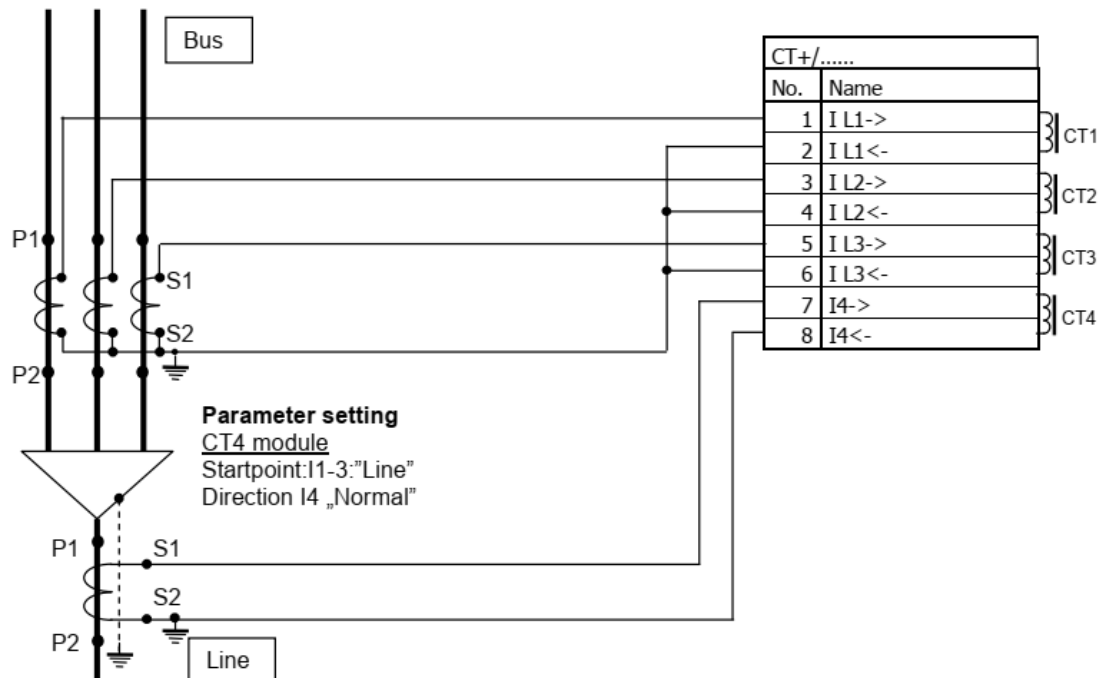 Bus
CT+/......
No. Name
1 I L1->
2 I L1<-
3 I L2->
4 I L2<-
5 I L3->
6 I L3<-
7 I4->
8 I4<-
CT1
CT2
CT3
CT4
P1
S1
S2
P2
Parameter setting
CT4 module
Startpoint:I1-3:”Line”
Direction I4 „Normal”
P1
S1
S2
P2
Line